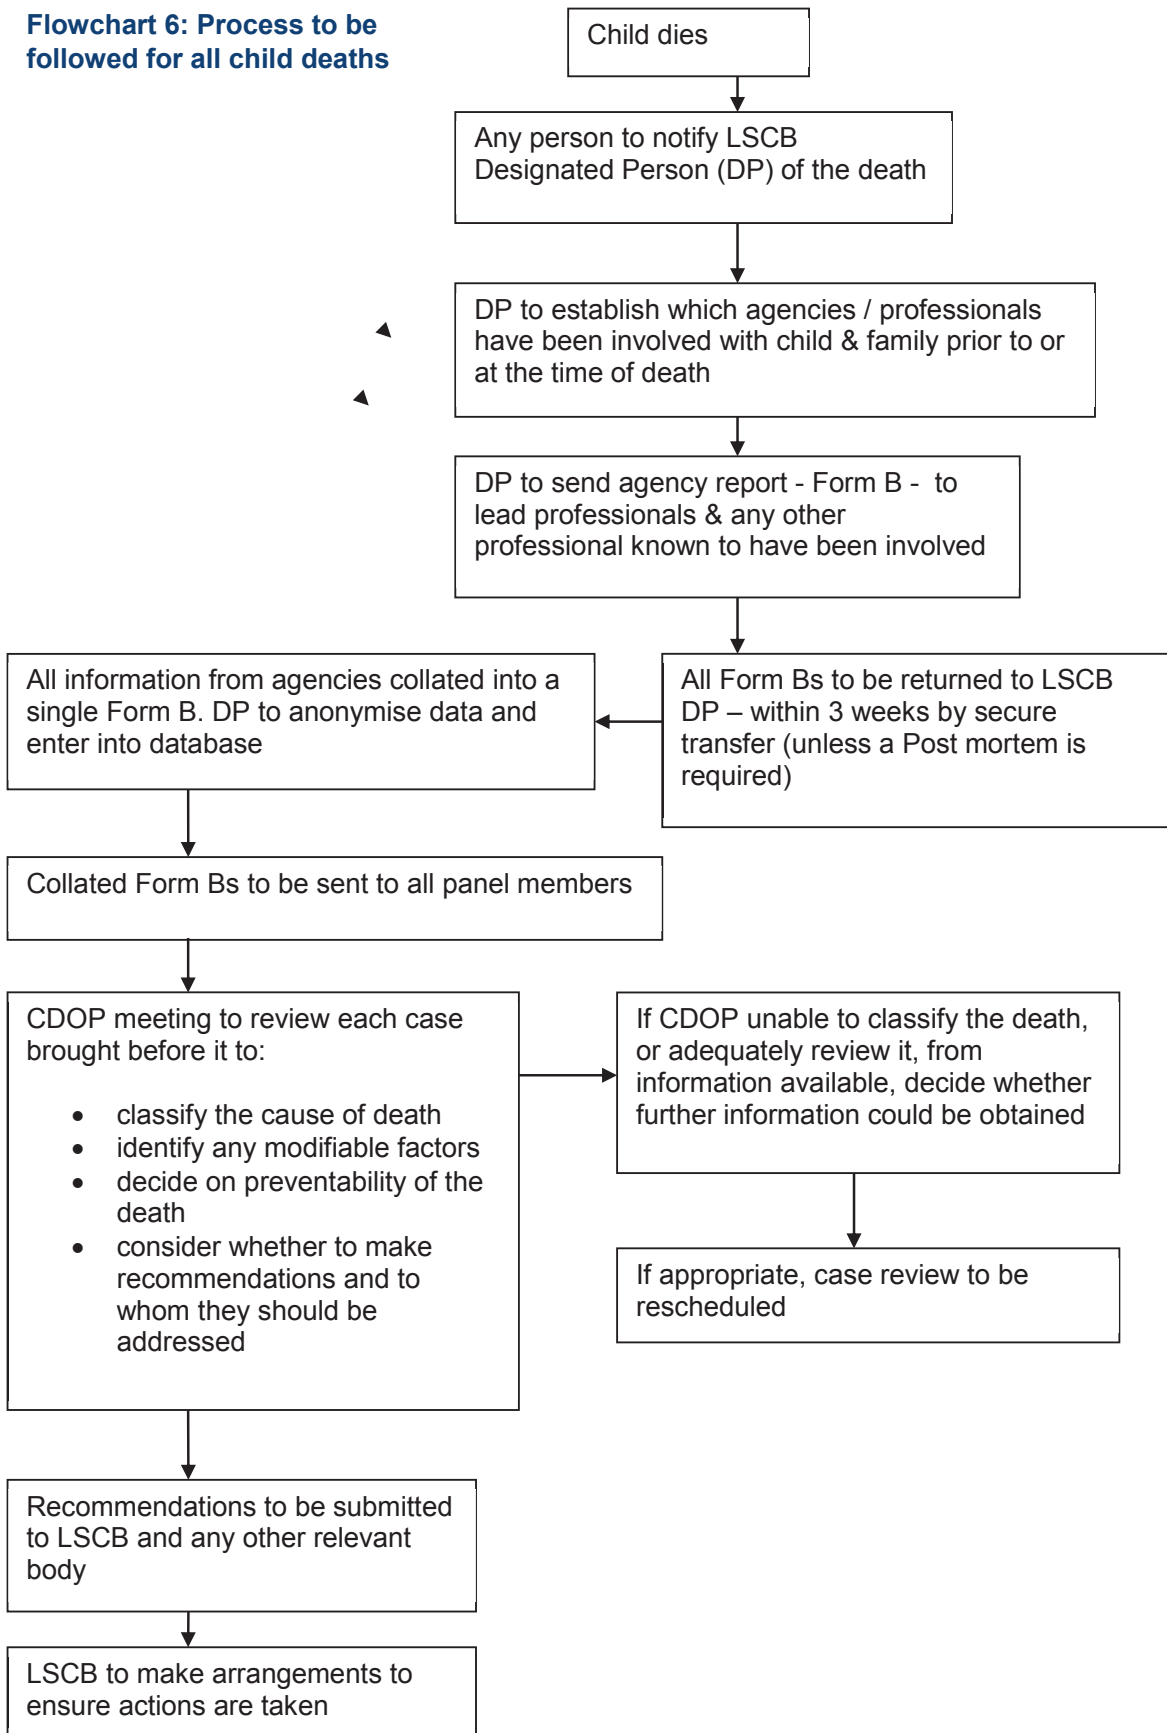 Flowchart 6: Process to be
followed for all child deaths
Child dies
Any person to notify LSCB
Designated Person (DP) of the death
DP to establish which agencies / professionals
have been involved with child & family prior to or
at the time of death
DP to send agency report - Form B - to
lead professionals & any other
professional known to have been involved
All Form Bs to be returned to LSCB
DP – within 3 weeks by secure
transfer (unless a Post mortem is
required)
All information from agencies collated into a
single Form B. DP to anonymise data and
enter into database
Collated Form Bs to be sent to all panel members
CDOP meeting to review each case
brought before it to:
• classify the cause of death
• identify any modifiable factors
• decide on preventability of the
death
• consider whether to make
recommendations and to
whom they should be
addressed
If CDOP unable to classify the death,
or adequately review it, from
information available, decide whether
further information could be obtained
If appropriate, case review to be
rescheduled
Recommendations to be submitted
to LSCB and any other relevant
body
LSCB to make arrangements to
ensure actions are taken